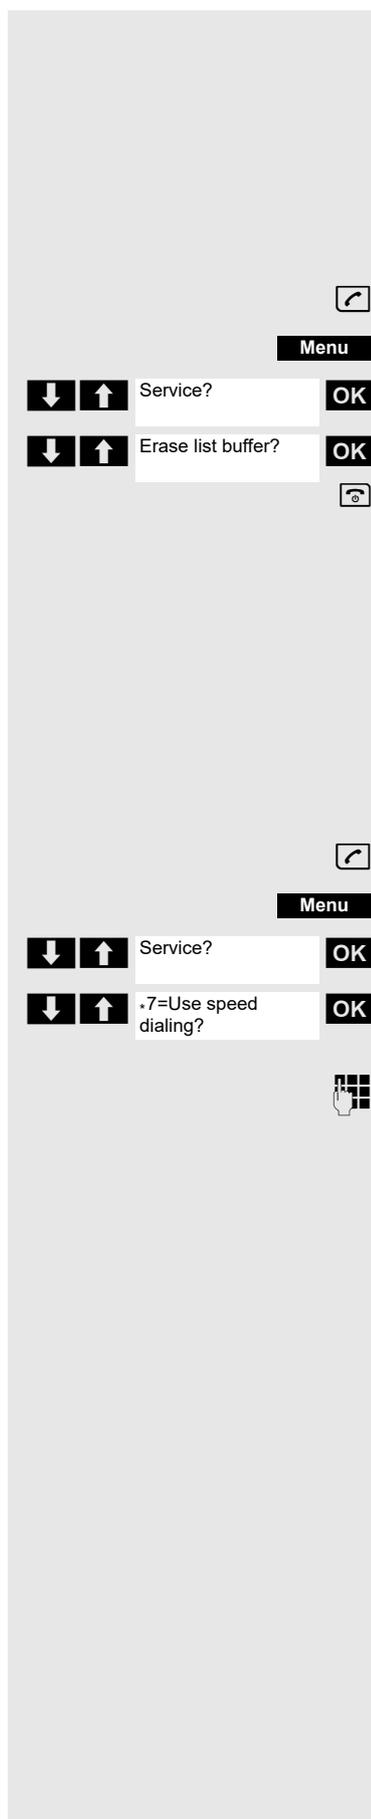 Menu
Service? OK
Erase list buffer? OK
Menu
Service? OK
*7=Use speed OK
dialing?